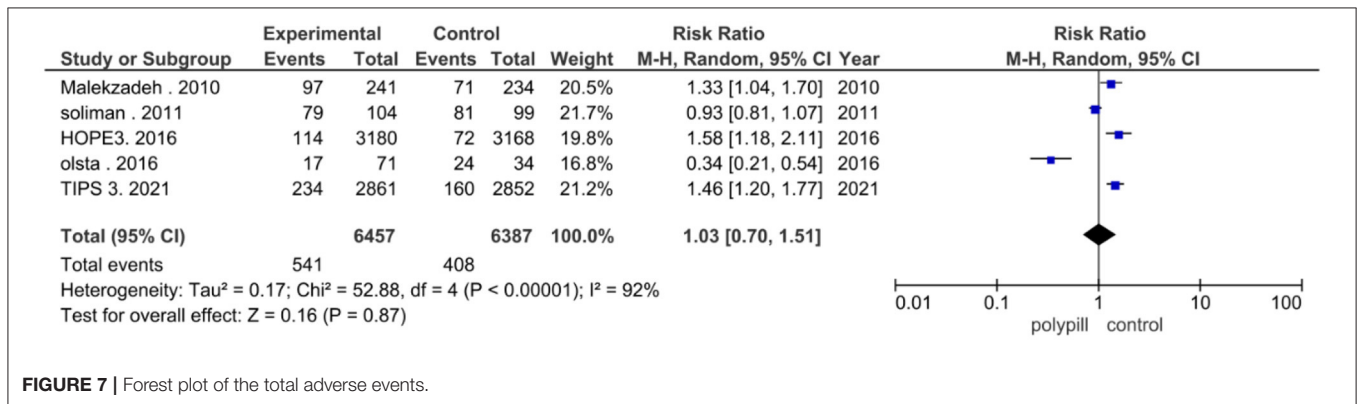 Experimental Control Risk Ratio Risk Ratio
Study or Subgroup Events Total Events Total Weight M-H, Random, 95% CI Year M-H, Random, 95% CI
Malekzadeh . 2010 97 241 71 234 20.5% 1.33 [1.04, 1.70] 2010
soliman . 2011 79 104 81 99 21.7% 0.93 [0.81, 1.07] 2011
HOPE3. 2016 114 3180 72 3168 19.8% 1.58 [1.18, 2.11] 2016
olsta . 2016 17 71 24 34 16.8% 0.34 [0.21, 0.54] 2016
TIPS 3. 2021 234 2861 160 2852 21.2% 1.46 [1.20, 1.77] 2021
Total (95% CI) 6457 6387 100.0% 1.03 [0.70, 1.51]
Total events 541 408
Heterogeneity: Tau² = 0.17; Chi² = 52.88, df = 4 (P < 0.00001); I² = 92%
Test for overall effect: Z = 0.16 (P = 0.87)
0.01 0.1 1 10 100
polypill control
FIGURE 7 | Forest plot of the total adverse events.